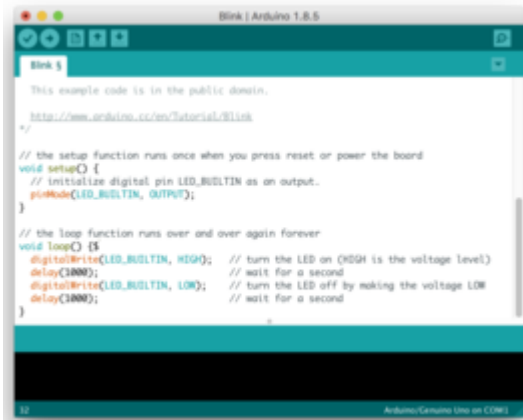 Blink | Arduino 1.8.5
Blink §
This example code is in the public domain.
http://www.arduino.cc/en/Tutorial/Blink
*/
// the setup function runs once when you press reset or power the board
void setup() {
// initialize digital pin LED_BUILTIN as an output.
pinMode(LED_BUILTIN, OUTPUT);
}
// the loop function runs over and over again forever
void loop() {$
digitalWrite(LED_BUILTIN, HIGH); // turn the LED on (HIGH is the voltage level)
delay(1000); // wait for a second
digitalWrite(LED_BUILTIN, LOW); // turn the LED off by making the voltage LOW
delay(1000); // wait for a second
}
32 Arduino/Genuino Uno on COM1